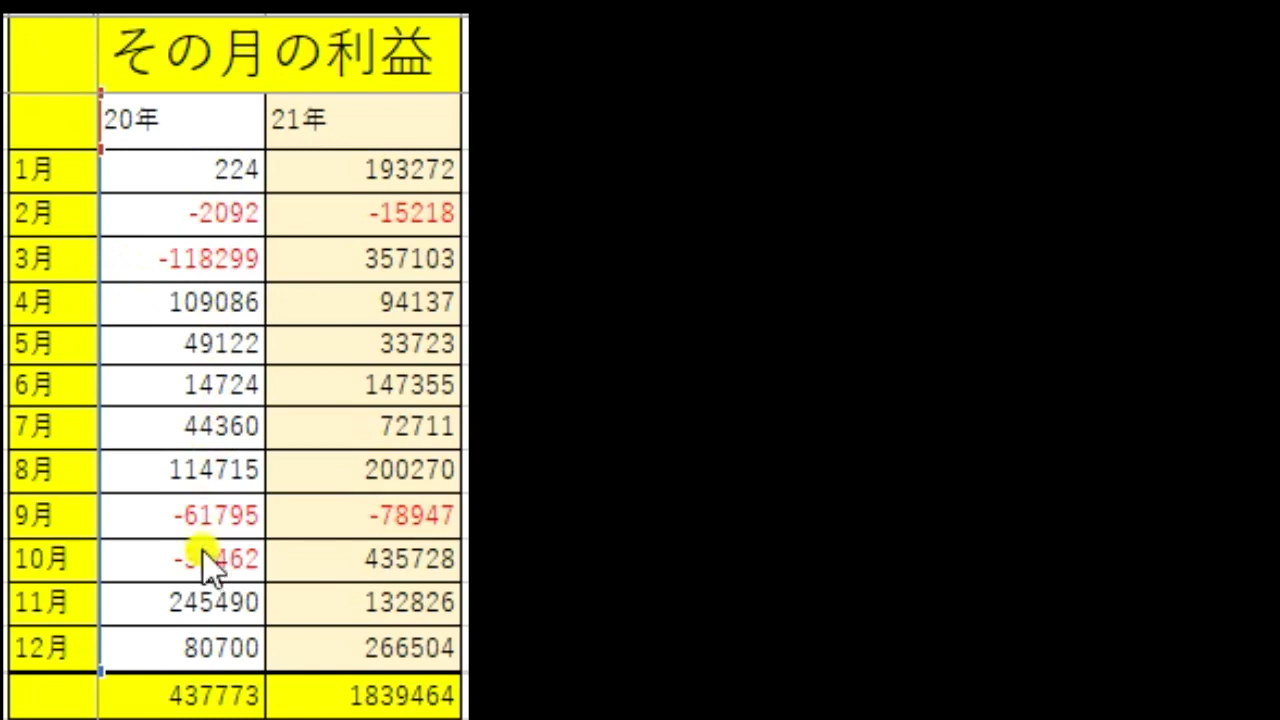 その月の利益
20年 21年
1月 224 193272
2月 -2092 -15218
3月 -118299 357103
4月 109086 94137
5月 49122 33723
6月 14724 147355
7月 44360 72711
8月 114715 200270
9月 -61795 -78947
10月 435728
11月 245490 132826
12月 80700 266504
437773 1839464